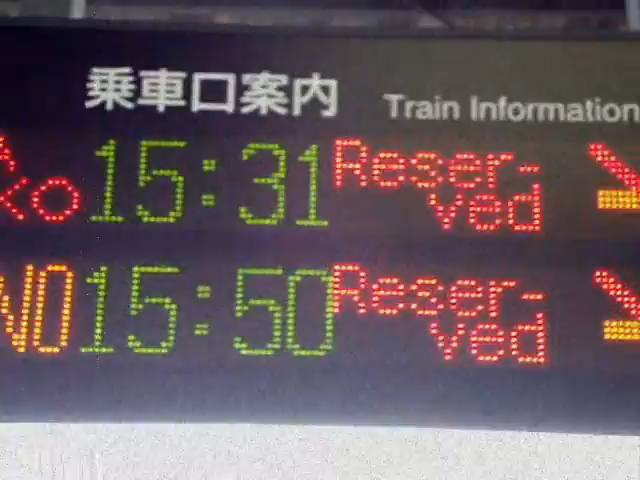 乗車口案内 Train Information
15:31 Reser-
ved
15:50 Reser-
ved